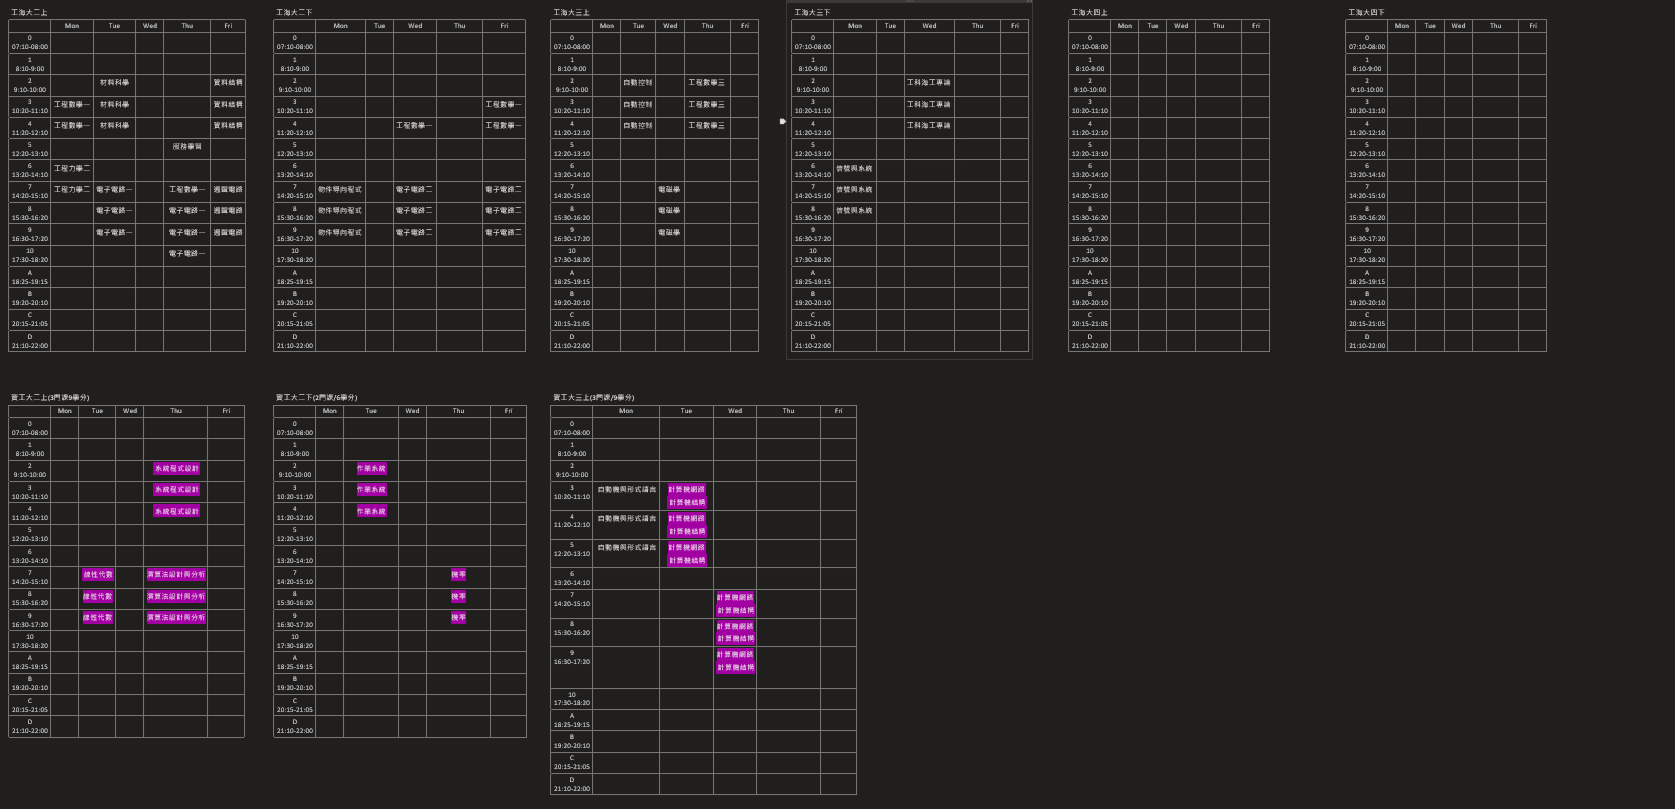 工海大二上
Mon Tue Wed Thu Fri
0
07:10-08:00
1
8:10-9:00
2
9:10-10:00 材料科學 資料結構
3
10:20-11:10 工程數學一 材料科學 資料結構
4
11:20-12:10 工程數學一 材料科學 資料結構
5
12:20-13:10 服務學習
6
13:20-14:10 工程力學二
7
14:20-15:10 工程力學二 電子電路一 工程數學一 邏輯電路
8
15:30-16:20 電子電路一 電子電路一 邏輯電路
9
16:30-17:20 電子電路一 電子電路一 邏輯電路
10
17:30-18:20 電子電路一
A
18:25-19:15
B
19:20-20:10
C
20:15-21:05
D
21:10-22:00
工海大二下
Mon Tue Wed Thu Fri
0
07:10-08:00
1
8:10-9:00
2
9:10-10:00
3
10:20-11:10 工程數學一
4
11:20-12:10 工程數學一 工程數學一
5
12:20-13:10
6
13:20-14:10
7
14:20-15:10 物件導向程式 電子電路二 電子電路二
8
15:30-16:20 物件導向程式 電子電路二 電子電路二
9
16:30-17:20 物件導向程式 電子電路二 電子電路二
10
17:30-18:20
A
18:25-19:15
B
19:20-20:10
C
20:15-21:05
D
21:10-22:00
工海大三上
Mon Tue Wed Thu Fri
0
07:10-08:00
1
8:10-9:00
2
9:10-10:00 自動控制 工程數學三
3
10:20-11:10 自動控制 工程數學三
4
11:20-12:10 自動控制 工程數學三
5
12:20-13:10
6
13:20-14:10
7
14:20-15:10 電磁學
8
15:30-16:20 電磁學
9
16:30-17:20 電磁學
10
17:30-18:20
A
18:25-19:15
B
19:20-20:10
C
20:15-21:05
D
21:10-22:00
工海大三下
Mon Tue Wed Thu Fri
0
07:10-08:00
1
8:10-9:00
2
9:10-10:00 工科海工專論
3
10:20-11:10 工科海工專論
4
11:20-12:10 工科海工專論
5
12:20-13:10
6
13:20-14:10 信號與系統
7
14:20-15:10 信號與系統
8
15:30-16:20 信號與系統
9
16:30-17:20
10
17:30-18:20
A
18:25-19:15
B
19:20-20:10
C
20:15-21:05
D
21:10-22:00
工海大四上
Mon Tue Wed Thu Fri
0
07:10-08:00
1
8:10-9:00
2
9:10-10:00
3
10:20-11:10
4
11:20-12:10
5
12:20-13:10
6
13:20-14:10
7
14:20-15:10
8
15:30-16:20
9
16:30-17:20
10
17:30-18:20
A
18:25-19:15
B
19:20-20:10
C
20:15-21:05
D
21:10-22:00
工海大四下
Mon Tue Wed Thu Fri
0
07:10-08:00
1
8:10-9:00
2
9:10-10:00
3
10:20-11:10
4
11:20-12:10
5
12:20-13:10
6
13:20-14:10
7
14:20-15:10
8
15:30-16:20
9
16:30-17:20
10
17:30-18:20
A
18:25-19:15
B
19:20-20:10
C
20:15-21:05
D
21:10-22:00
資工大二上(3門課9學分)
Mon Tue Wed Thu Fri
0
07:10-08:00
1
8:10-9:00
2
9:10-10:00 系統程式設計
3
10:20-11:10 系統程式設計
4
11:20-12:10 系統程式設計
5
12:20-13:10
6
13:20-14:10
7
14:20-15:10 線性代數 演算法設計與分析
8
15:30-16:20 線性代數 演算法設計與分析
9
16:30-17:20 線性代數 演算法設計與分析
10
17:30-18:20
A
18:25-19:15
B
19:20-20:10
C
20:15-21:05
D
21:10-22:00
資工大二下(2門課/6學分)
Mon Tue Wed Thu Fri
0
07:10-08:00
1
8:10-9:00
2
9:10-10:00 作業系統
3
10:20-11:10 作業系統
4
11:20-12:10 作業系統
5
12:20-13:10
6
13:20-14:10
7
14:20-15:10 機率
8
15:30-16:20 機率
9
16:30-17:20 機率
10
17:30-18:20
A
18:25-19:15
B
19:20-20:10
C
20:15-21:05
D
21:10-22:00
資工大三上(3門課/9學分)
Mon Tue Wed Thu Fri
0
07:10-08:00
1
8:10-9:00
2
9:10-10:00
3
10:20-11:10 自動機與形式語言 計算機網路
計算機結構
4
11:20-12:10 自動機與形式語言 計算機網路
計算機結構
5
12:20-13:10 自動機與形式語言 計算機網路
計算機結構
6
13:20-14:10
7
14:20-15:10 計算機網路
計算機結構
8
15:30-16:20 計算機網路
計算機結構
9
16:30-17:20 計算機網路
計算機結構
10
17:30-18:20
A
18:25-19:15
B
19:20-20:10
C
20:15-21:05
D
21:10-22:00